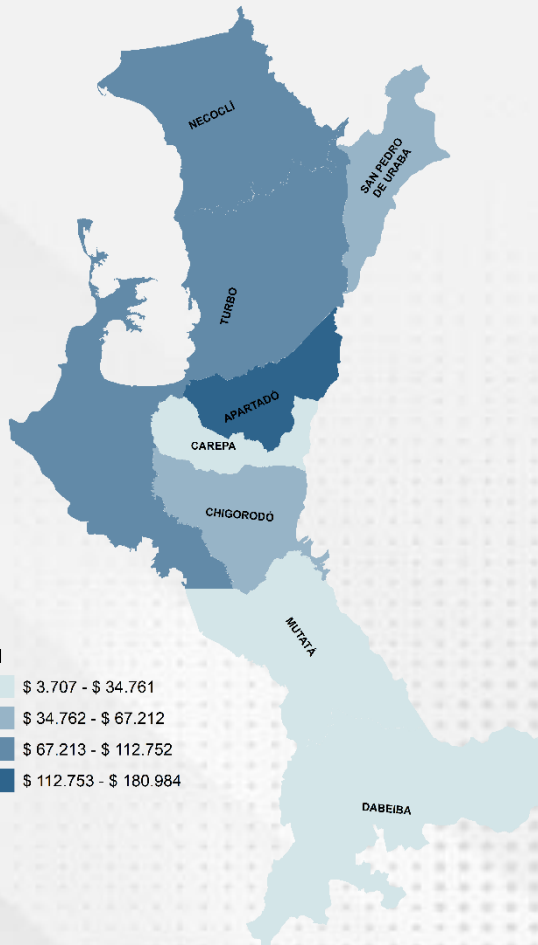 NECOCLÍ
SAN PEDRO
DE URABA
TURBO
APARTADÓ
CAREPA
CHIGORODÓ
MUTATÁ
$ 3.707 - $ 34.761
$ 34.762 - $ 67.212
$ 67.213 - $ 112.752
$ 112.753 - $ 180.984
DABEIBA